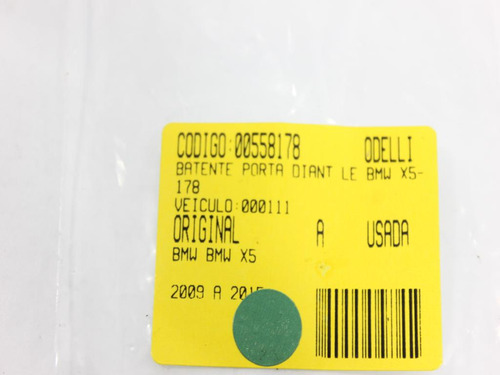 CODIGO:00558178 ODELLI
BATENTE PORTA DIANT LE BMW X5-
178
VEICULO:000111
ORIGINAL A USADA
BMW BMW X5
2009 A 2015